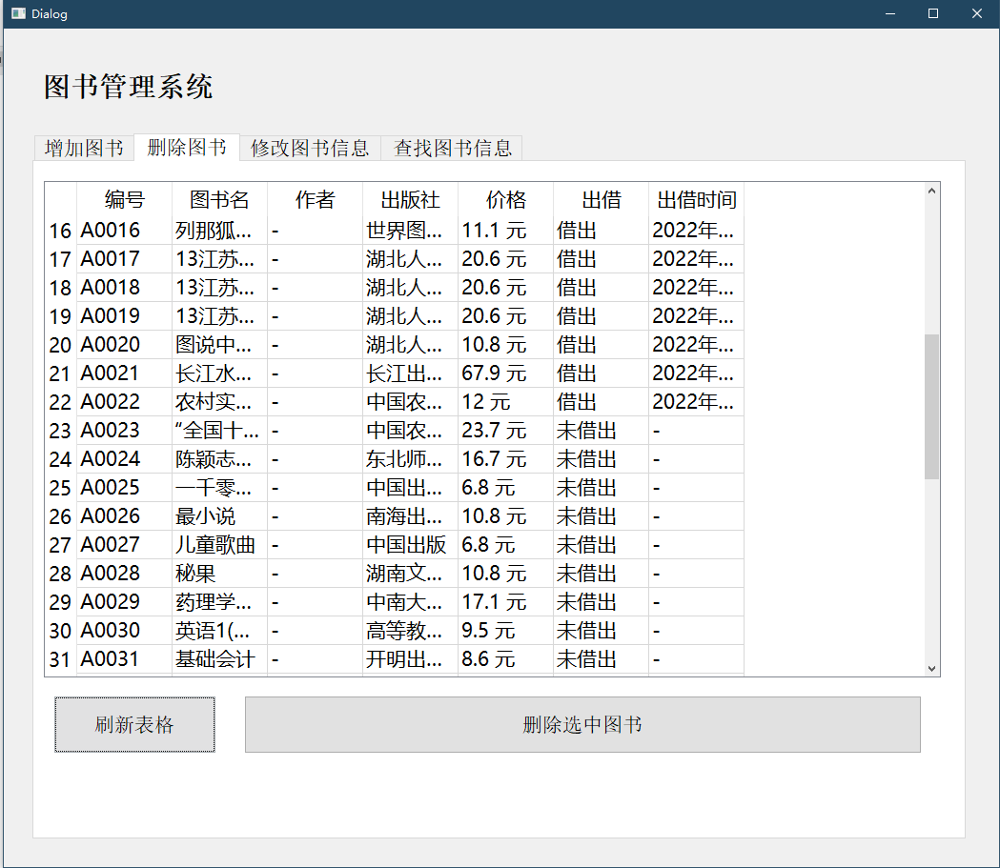 Dialog
图书管理系统
增加图书 删除图书 修改图书信息 查找图书信息
编号 图书名 作者 出版社 价格 出借 出借时间
16 A0016 列那狐... - 世界图... 11.1 元 借出 2022年...
17 A0017 13江苏... - 湖北人... 20.6 元 借出 2022年...
18 A0018 13江苏... - 湖北人... 20.6 元 借出 2022年...
19 A0019 13江苏... - 湖北人... 20.6 元 借出 2022年...
20 A0020 图说中... - 湖北人... 10.8 元 借出 2022年...
21 A0021 长江水... - 长江出... 67.9 元 借出 2022年...
22 A0022 农村实... - 中国农... 12 元 借出 2022年...
23 A0023 “全国十... - 中国农... 23.7 元 未借出 -
24 A0024 陈颖志... - 东北师... 16.7 元 未借出 -
25 A0025 一千零... - 中国出... 6.8 元 未借出 -
26 A0026 最小说 - 南海出... 10.8 元 未借出 -
27 A0027 儿童歌曲 - 中国出版 6.8 元 未借出 -
28 A0028 秘果 - 湖南文... 10.8 元 未借出 -
29 A0029 药理学... - 中南大... 17.1 元 未借出 -
30 A0030 英语1(... - 高等教... 9.5 元 未借出 -
31 A0031 基础会计 - 开明出... 8.6 元 未借出 -
刷新表格 删除选中图书